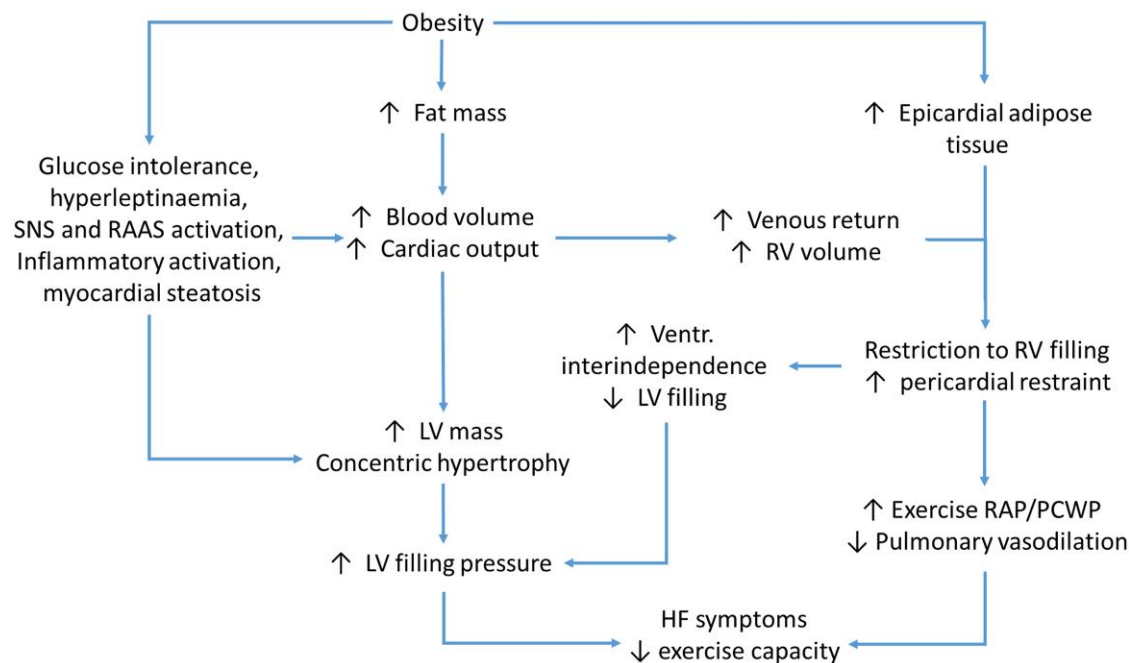 Obesity
↑ Fat mass
↑ Epicardial adipose
tissue
Glucose intolerance,
hyperleptinaemia,
SNS and RAAS activation,
Inflammatory activation,
myocardial steatosis
↑ Blood volume
↑ Cardiac output
↑ Venous return
↑ RV volume
↑ Ventr.
interindependence
↓ LV filling
Restriction to RV filling
↑ pericardial restraint
↑ LV mass
Concentric hypertrophy
↑ Exercise RAP/PCWP
↓ Pulmonary vasodilation
↑ LV filling pressure
HF symptoms
↓ exercise capacity